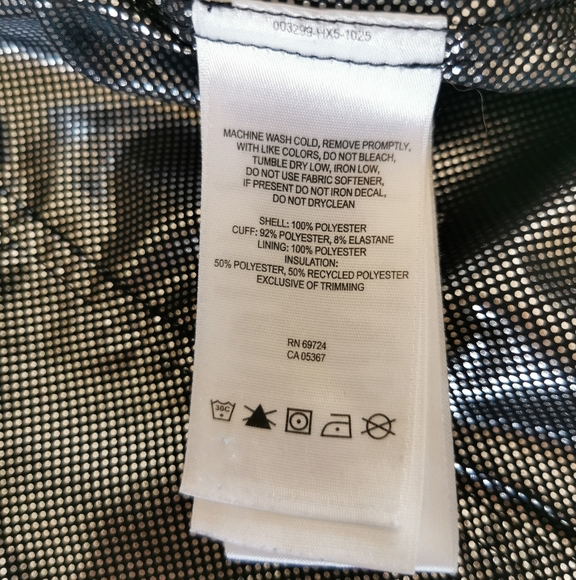 003299-HX5-1025
MACHINE WASH COLD, REMOVE PROMPTLY,
WITH LIKE COLORS, DO NOT BLEACH,
TUMBLE DRY LOW, IRON LOW,
DO NOT USE FABRIC SOFTENER,
IF PRESENT DO NOT IRON DECAL,
DO NOT DRYCLEAN
SHELL: 100% POLYESTER
CUFF: 92% POLYESTER, 8% ELASTANE
LINING: 100% POLYESTER
INSULATION:
50% POLYESTER, 50% RECYCLED POLYESTER
EXCLUSIVE OF TRIMMING
RN 69724
CA 05367
30C